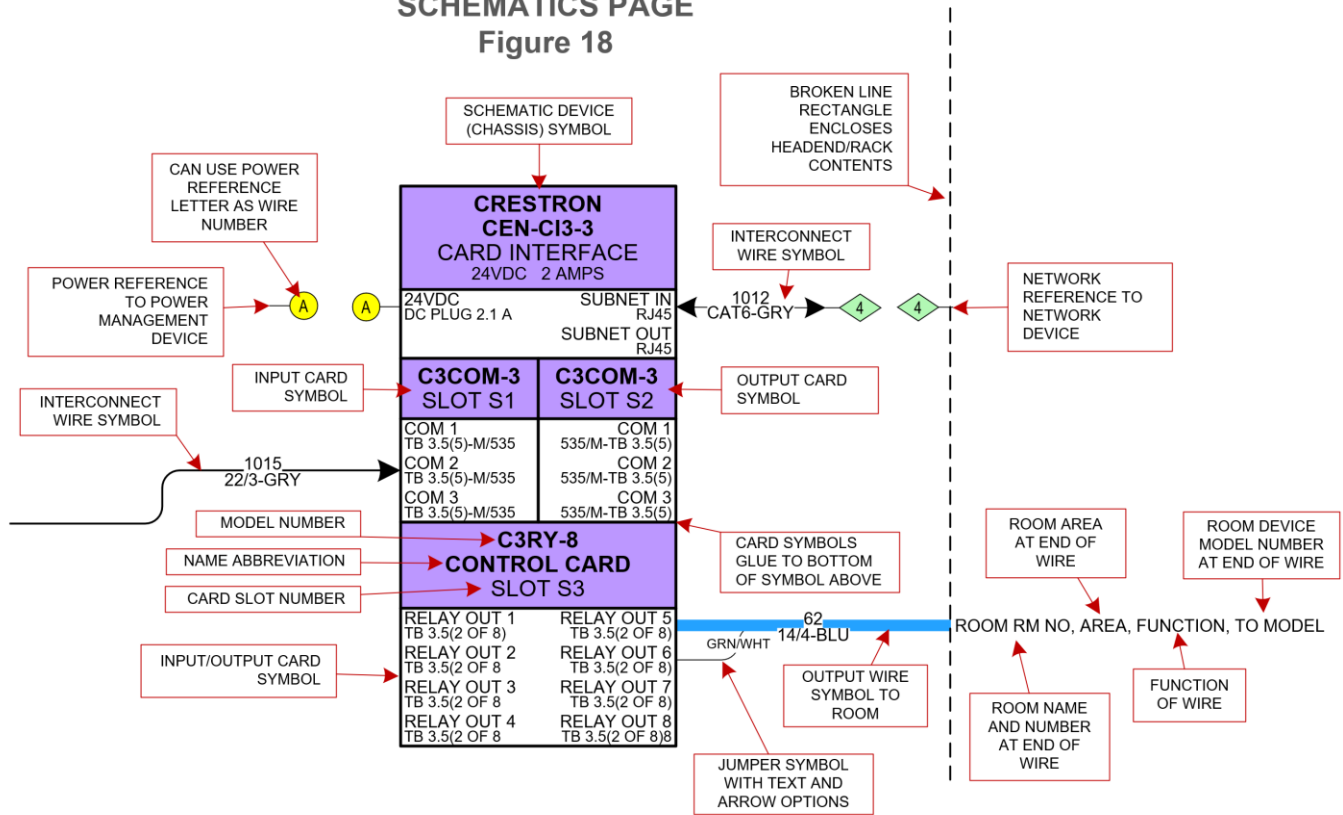 SCHEMATICS PAGE
Figure 18
SCHEMATIC DEVICE
(CHASSIS) SYMBOL
BROKEN LINE
RECTANGLE
ENCLOSES
HEADEND/RACK
CONTENTS
CAN USE POWER
REFERENCE
LETTER AS WIRE
NUMBER
POWER REFERENCE
TO POWER
MANAGEMENT
DEVICE
A
A
CRESTRON
CEN-CI3-3
CARD INTERFACE
24VDC 2 AMPS
24VDC
DC PLUG 2.1 A
SUBNET IN
RJ45
SUBNET OUT
RJ45
INTERCONNECT
WIRE SYMBOL
1012
CAT6-GRY
4
4
NETWORK
REFERENCE TO
NETWORK
DEVICE
INPUT CARD
SYMBOL
C3COM-3
SLOT S1
C3COM-3
SLOT S2
OUTPUT CARD
SYMBOL
INTERCONNECT
WIRE SYMBOL
1015
22/3-GRY
COM 1
TB 3.5(5)-M/535
COM 2
TB 3.5(5)-M/535
COM 3
TB 3.5(5)-M/535
COM 1
535/M-TB 3.5(5)
COM 2
535/M-TB 3.5(5)
COM 3
535/M-TB 3.5(5)
MODEL NUMBER
NAME ABBREVIATION
CARD SLOT NUMBER
C3RY-8
CONTROL CARD
SLOT S3
CARD SYMBOLS
GLUE TO BOTTOM
OF SYMBOL ABOVE
ROOM AREA
AT END OF
WIRE
ROOM DEVICE
MODEL NUMBER
AT END OF WIRE
INPUT/OUTPUT CARD
SYMBOL
RELAY OUT 1
TB 3.5(2 OF 8)
RELAY OUT 2
TB 3.5(2 OF 8
RELAY OUT 3
TB 3.5(2 OF 8
RELAY OUT 4
TB 3.5(2 OF 8
RELAY OUT 5
TB 3.5(2 OF 8)
RELAY OUT 6
TB 3.5(2 OF 8)
RELAY OUT 7
TB 3.5(2 OF 8)
RELAY OUT 8
TB 3.5(2 OF 8)8
62
14/4-BLU
GRN/WHT
ROOM RM NO, AREA, FUNCTION, TO MODEL
OUTPUT WIRE
SYMBOL TO
ROOM
ROOM NAME
AND NUMBER
AT END OF
WIRE
FUNCTION
OF WIRE
JUMPER SYMBOL
WITH TEXT AND
ARROW OPTIONS